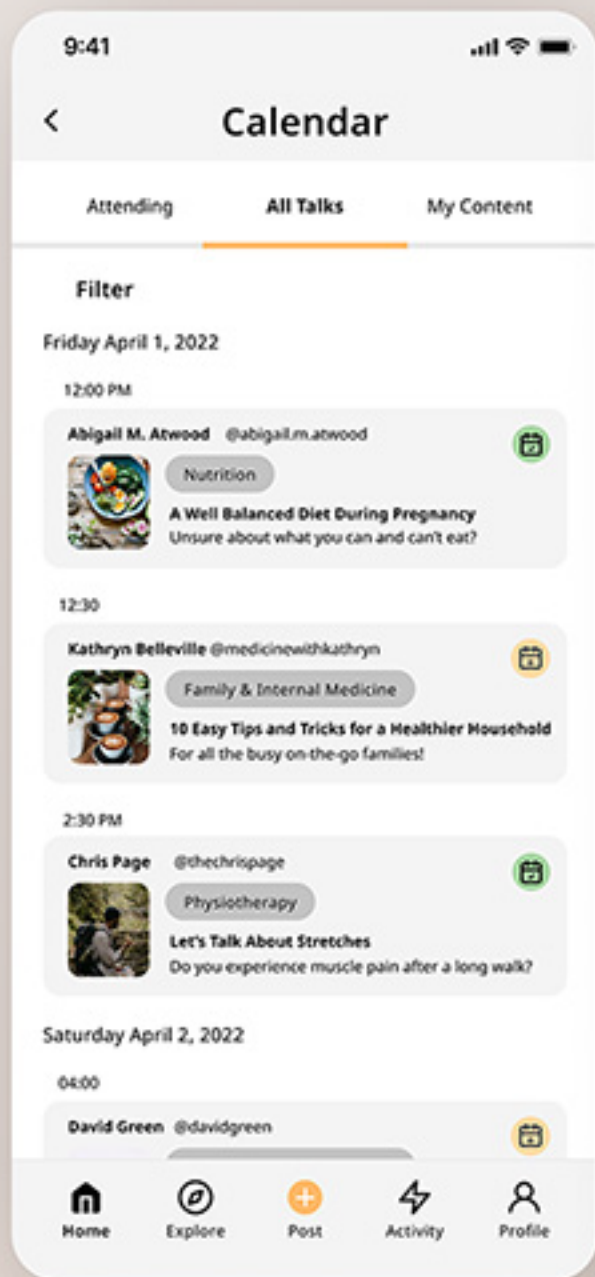 9:41
Calendar
Attending All Talks My Content
Filter
Friday April 1, 2022
12:00 PM
Abigail M. Atwood @abigail.m.atwood
Nutrition
A Well Balanced Diet During Pregnancy
Unsure about what you can and can't eat?
12:30
Kathryn Belleville @medicinewithkathryn
Family & Internal Medicine
10 Easy Tips and Tricks for a Healthier Household
For all the busy on-the-go families!
2:30 PM
Chris Page @thechrispage
Physiotherapy
Let's Talk About Stretches
Do you experience muscle pain after a long walk?
Saturday April 2, 2022
04:00
David Green @davidgreen
Home Explore Post Activity Profile